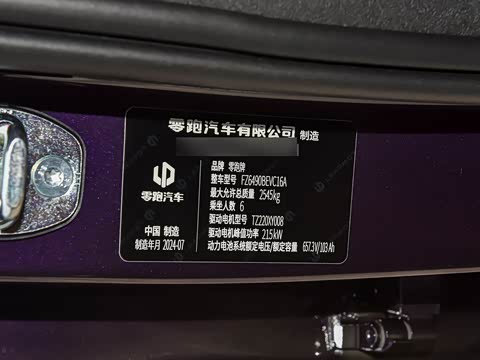 零跑汽车有限公司 制造
品牌 零跑牌
整车型号 FZ6490BEVC16A
最大允许总质量 2545kg
乘坐人数 6
驱动电机型号 TZ220XY008
驱动电机峰值功率 215kW
动力电池系统额定电压/额定容量 657.3V/103 Ah
零跑汽车
中国 制造
制造年月 2024-07